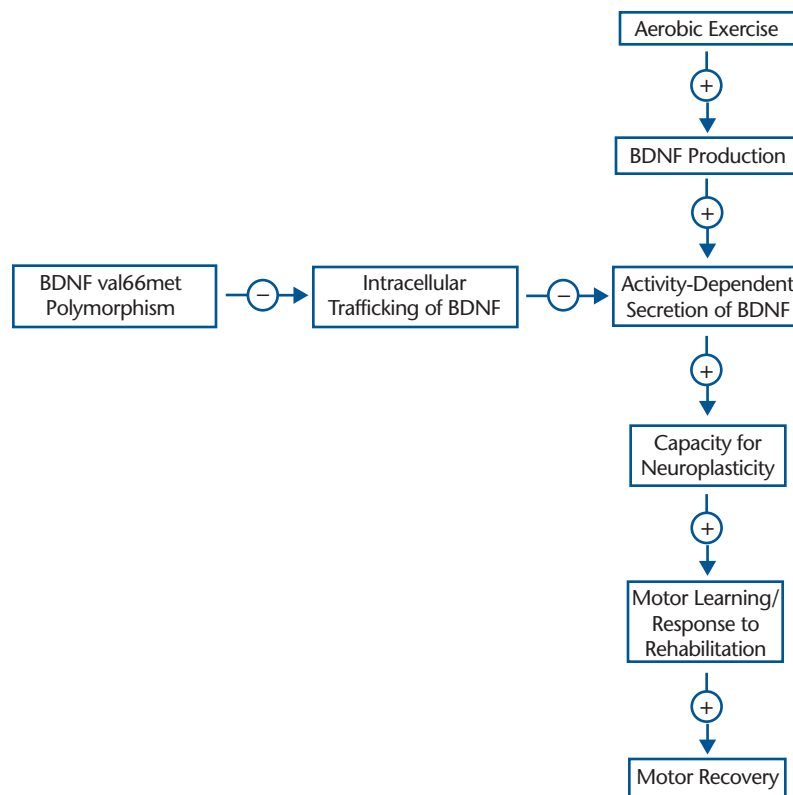 Aerobic Exercise
+
BDNF Production
+
BDNF val66met
Polymorphism
−
Intracellular
Trafficking of BDNF
−
Activity-Dependent
Secretion of BDNF
+
Capacity for
Neuroplasticity
+
Motor Learning/
Response to
Rehabilitation
+
Motor Recovery